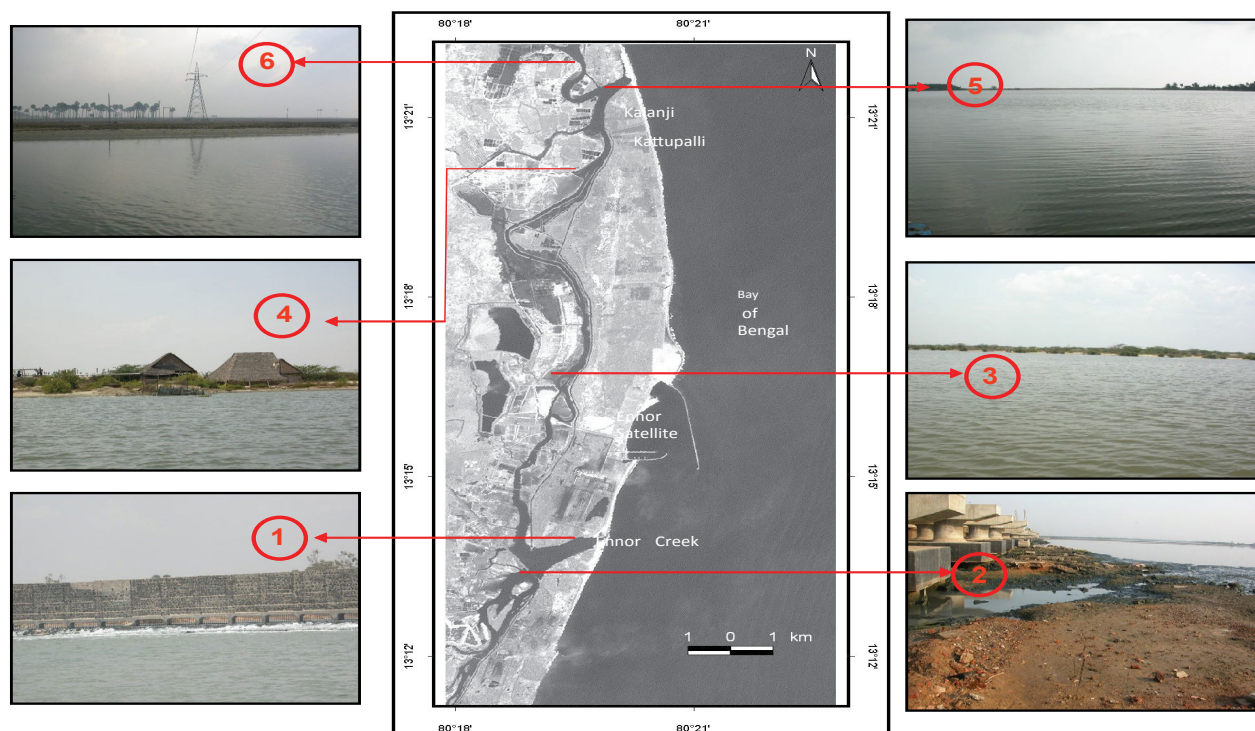 80°18'
80°21'
6
N
5
13°21'
13°21'
Kalanji
Kattupalli
4
13°18'
13°18'
Bay
of
Bengal
3
Ennor
Satellite
13°15'
13°15'
1
Ennor Creek
2
1 0 1 km
13°12'
13°12'
80°18'
80°21'